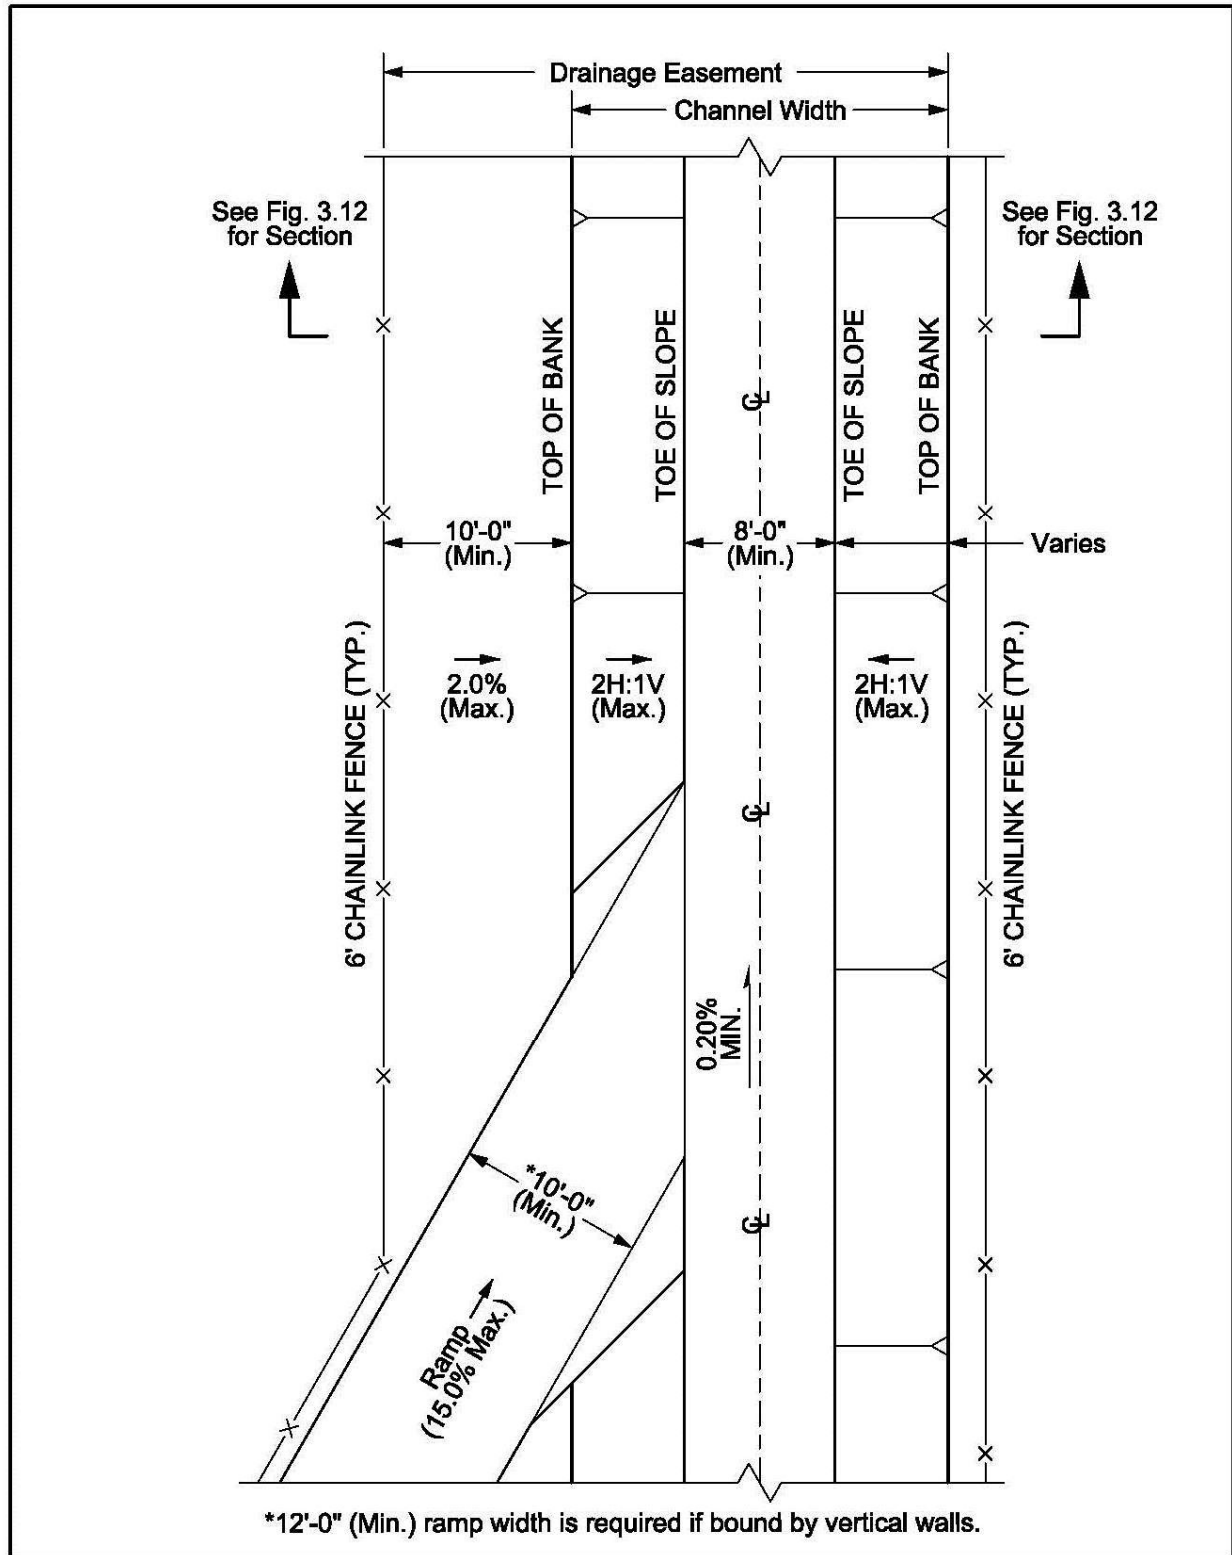 Drainage Easement
Channel Width
See Fig. 3.12
for Section
See Fig. 3.12
for Section
TOP OF BANK
TOE OF SLOPE
TOE OF SLOPE
TOP OF BANK
℄
10'-0"
(Min.)
8'-0"
(Min.)
Varies
6' CHAINLINK FENCE (TYP.)
2.0%
(Max.)
2H:1V
(Max.)
2H:1V
(Max.)
6' CHAINLINK FENCE (TYP.)
℄
0.20%
MIN.
*10'-0"
(Min.)
℄
Ramp
(15.0% Max.)
*12'-0" (Min.) ramp width is required if bound by vertical walls.